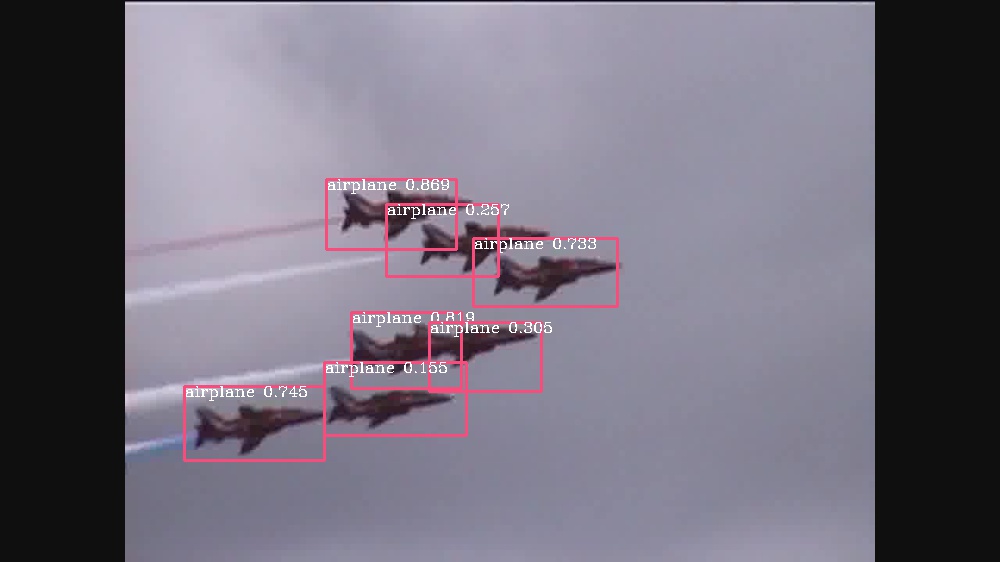 airplane 0.869
airplane 0.257
airplane 0.733
airplane 0.819
airplane 0.305
airplane 0.155
airplane 0.745